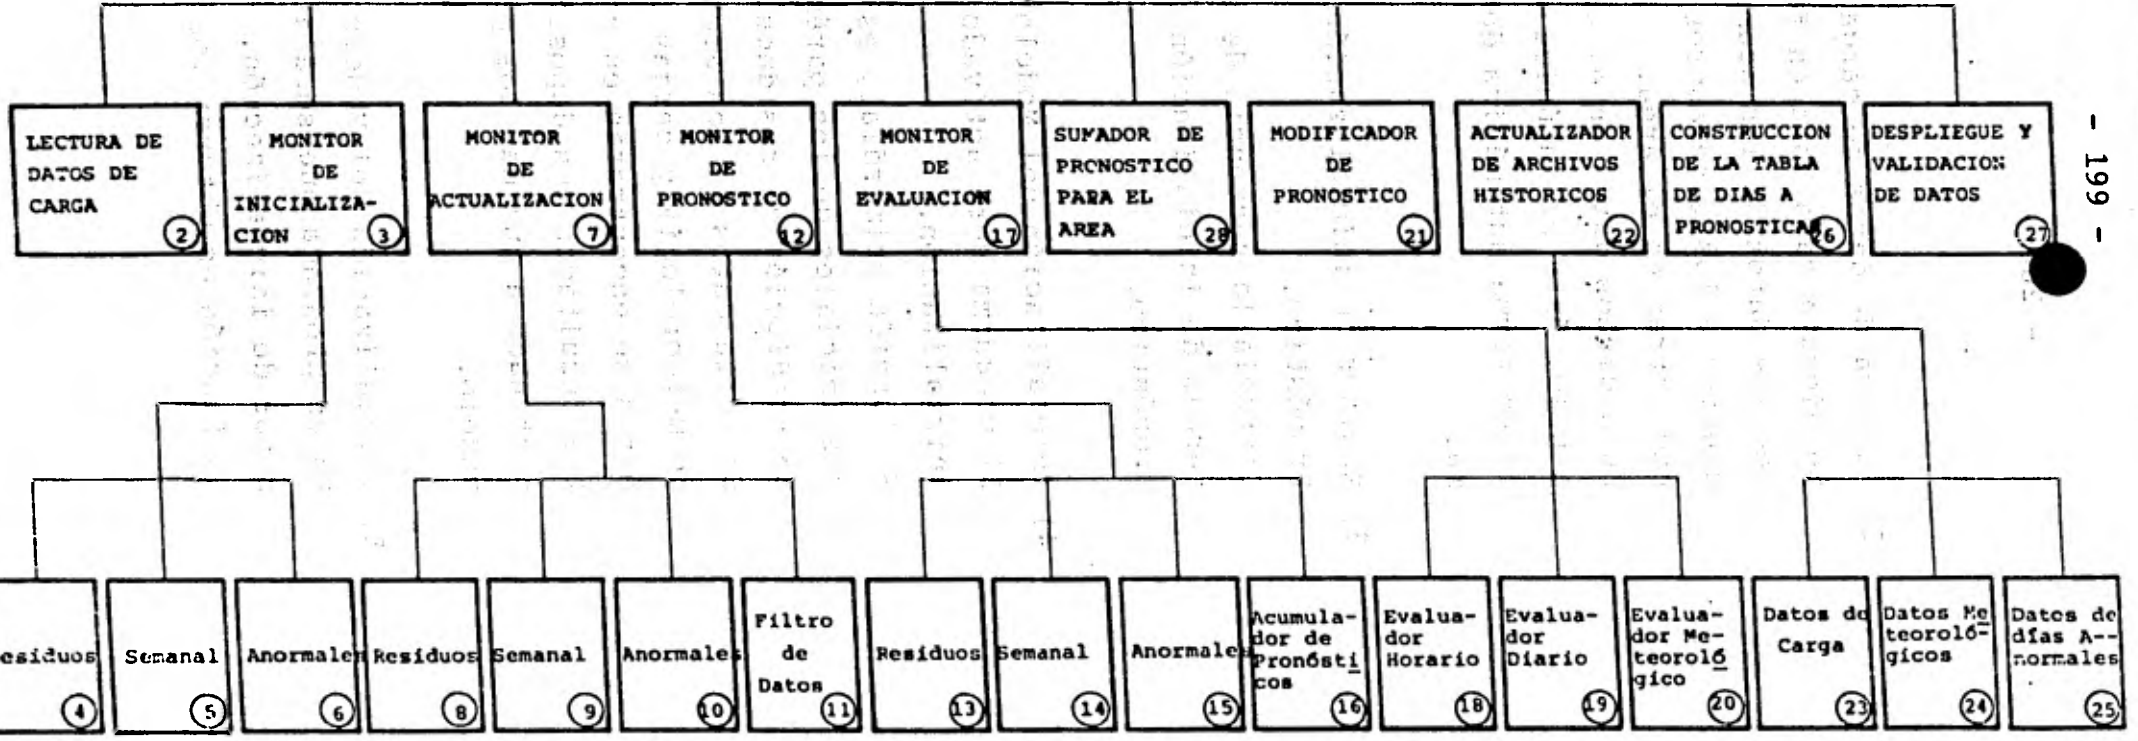 LECTURA DE
DATOS DE
CARGA
2
MONITOR
DE
INICIALIZA-
CION
3
MONITOR
DE
ACTUALIZACION
7
MONITOR
DE
PRONOSTICO
12
MONITOR
DE
EVALUACION
17
SUMADOR DE
PRONOSTICO
PARA EL
AREA
28
MODIFICADOR
DE
PRONOSTICO
21
ACTUALIZADOR
DE ARCHIVOS
HISTORICOS
22
CONSTRUCCION
DE LA TABLA
DE DIAS A
PRONOSTICAR
26
DESPLIEGUE Y
VALIDACION
DE DATOS
27
- 199 -
esiduos
4
Semanal
5
Anormales
6
Residuos
8
Semanal
9
Anormales
10
Filtro
de
Datos
11
Residuos
13
Semanal
14
Anormales
15
Acumula-
dor de
Pronósti
cos
16
Evalua-
dor
Horario
18
Evalua-
dor
Diario
19
Evalua-
dor Me-
teoroló
gico
20
Datos de
Carga
23
Datos Me
teoroló-
gicos
24
Datos de
días A--
normales
25